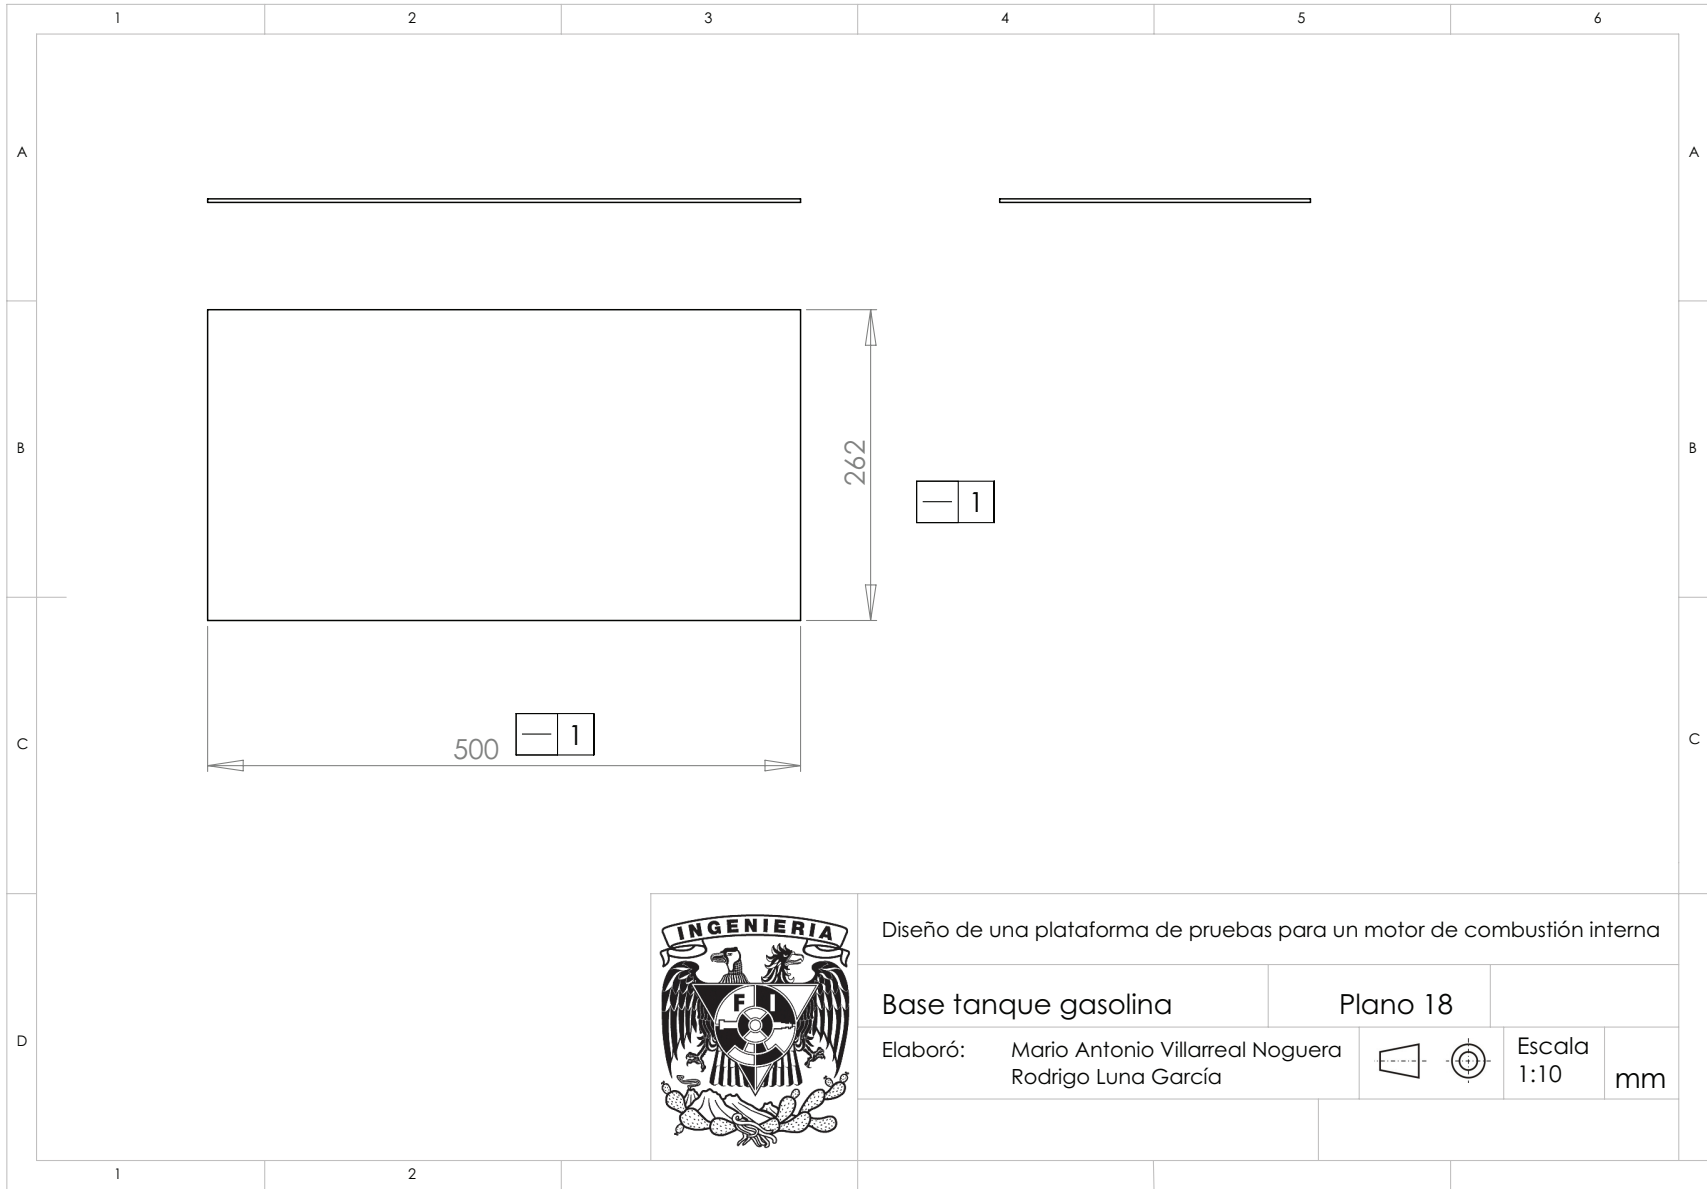 1 2 3 4 5 6
A A
262
B B
1
1
500
C C
INGENIERIA
F I
Diseño de una plataforma de pruebas para un motor de combustión interna
Base tanque gasolina Plano 18
D
Elaboró: Mario Antonio Villarreal Noguera
Rodrigo Luna García
Escala
1:10
mm
1 2